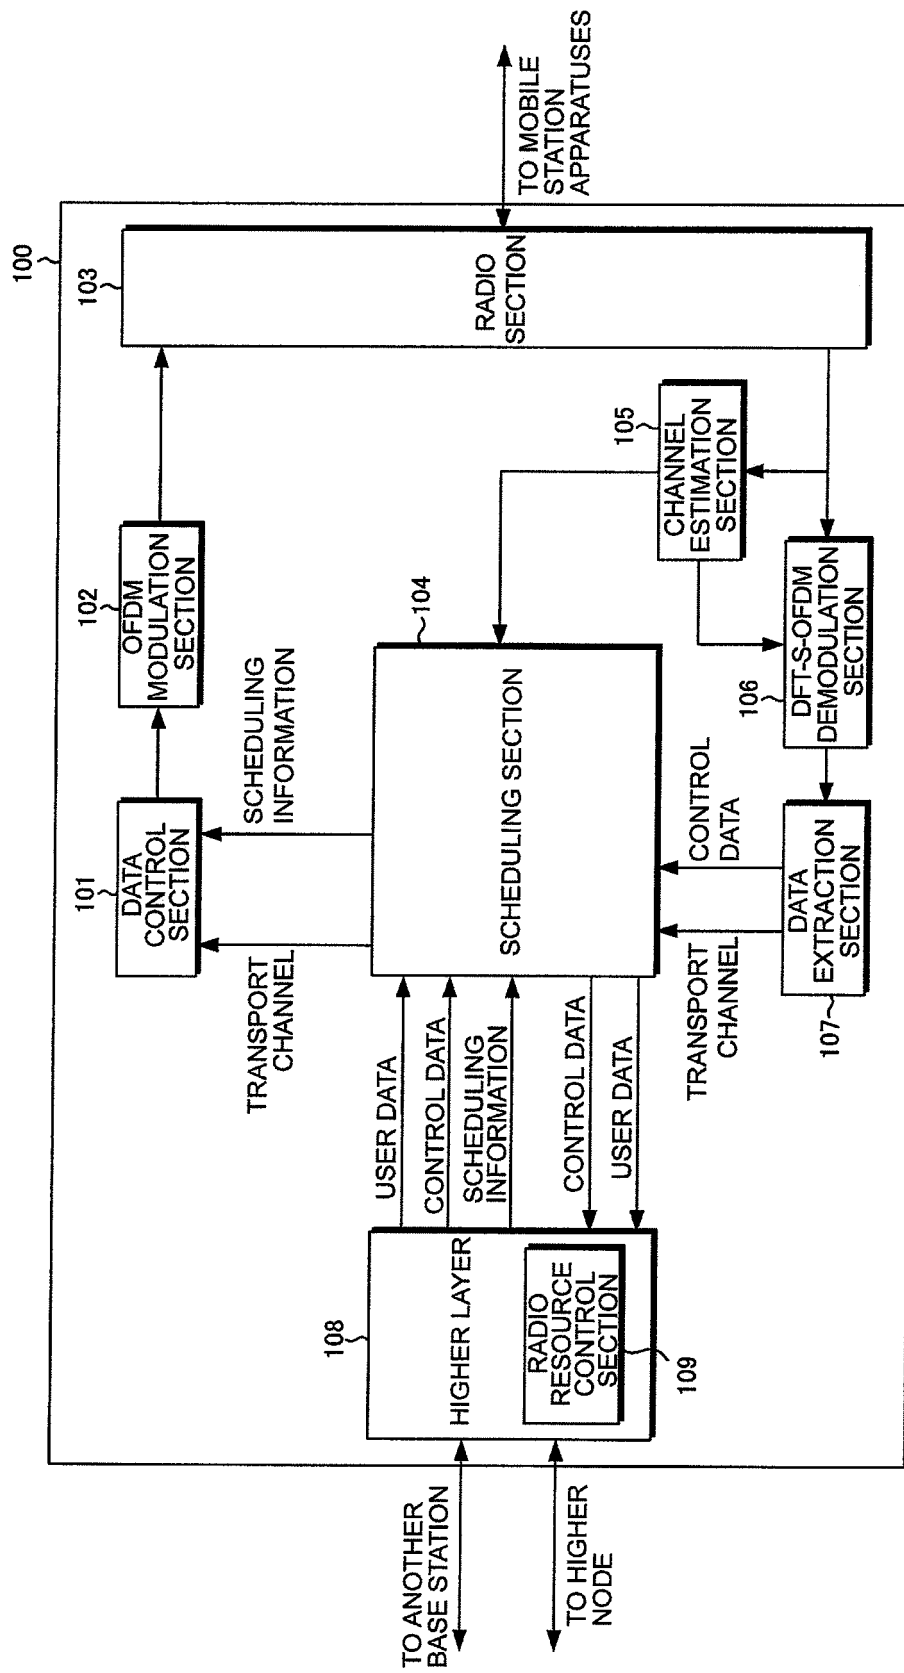 100
103
RADIO
SECTION
TO MOBILE
STATION
APPARATUSES
102
OFDM
MODULATION
SECTION
101
DATA
CONTROL
SECTION
SCHEDULING
INFORMATION
TRANSPORT
CHANNEL
104
SCHEDULING SECTION
105
CHANNEL
ESTIMATION
SECTION
106
DFT-S-OFDM
DEMODULATION
SECTION
107
DATA
EXTRACTION
SECTION
CONTROL
DATA
TRANSPORT
CHANNEL
USER DATA
CONTROL DATA
SCHEDULING
INFORMATION
CONTROL DATA
USER DATA
108
HIGHER LAYER
RADIO
RESOURCE
CONTROL
SECTION
109
TO ANOTHER
BASE STATION
TO HIGHER
NODE